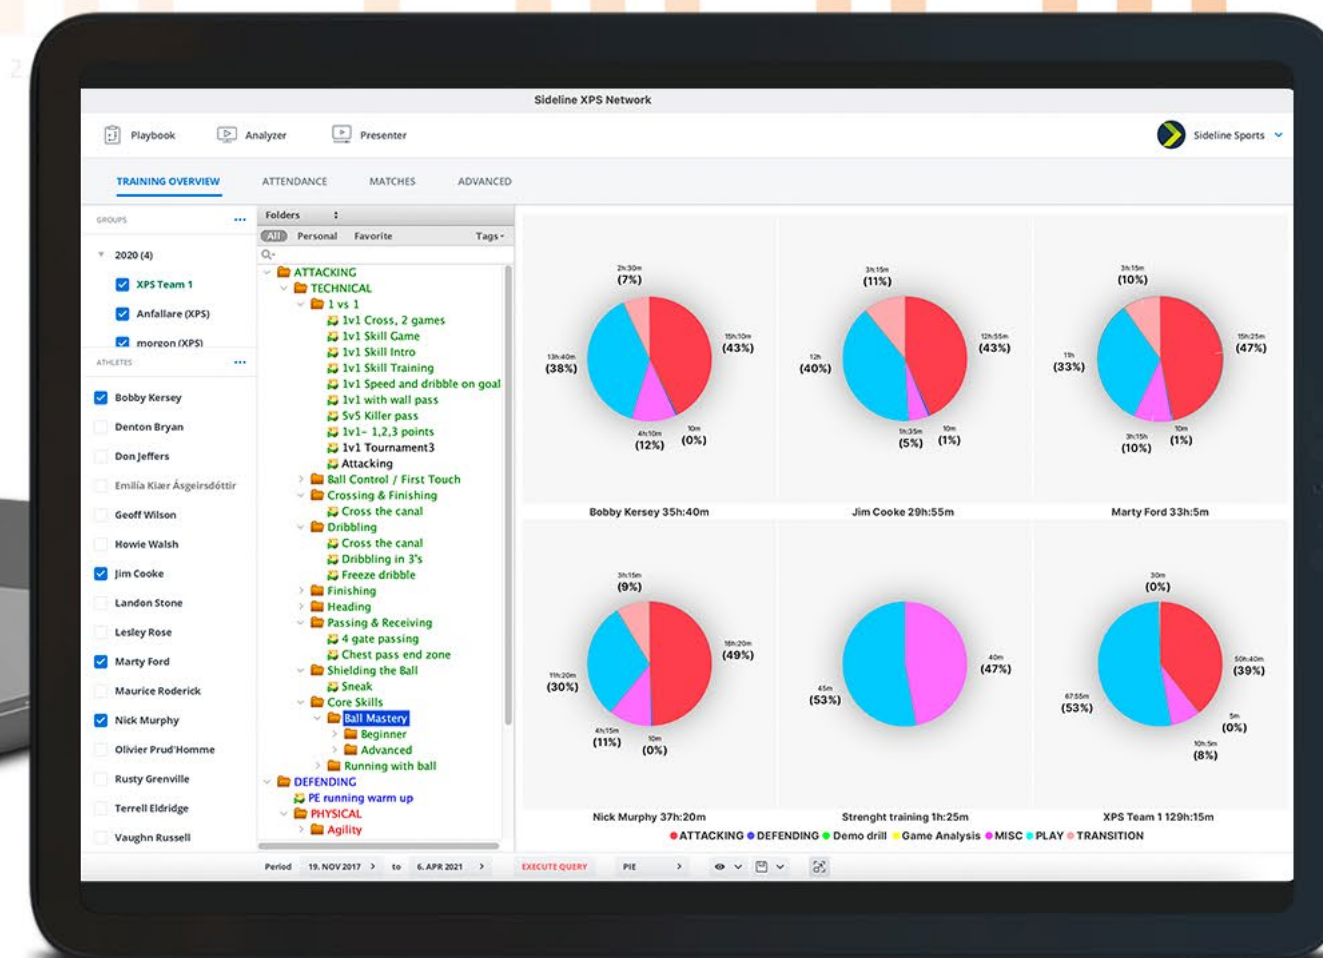 Sideline XPS Network
Playbook
Analyzer
Presenter
Sideline Sports
TRAINING OVERVIEW
ATTENDANCE
MATCHES
ADVANCED
GROUPS
2020 (4)
XPS Team 1
Anfallare (XPS)
morgon (XPS)
ATHLETES
Bobby Kersey
Denton Bryan
Don Jeffers
Emilía Kiær Ásgeirsdóttir
Geoff Wilson
Howie Walsh
Jim Cooke
Landon Stone
Lesley Rose
Marty Ford
Maurice Roderick
Nick Murphy
Olivier Prud'Homme
Rusty Grenville
Terrell Eldridge
Vaughn Russell
Folders
All Personal Favorite Tags
ATTACKING
TECHNICAL
1 vs 1
1v1 Cross, 2 games
1v1 Skill Game
1v1 Skill Intro
1v1 Skill Training
1v1 Speed and dribble on goal
1v1 with wall pass
5v5 Killer pass
1v1- 1,2,3 points
1v1 Tournament3
Attacking
Ball Control / First Touch
Crossing & Finishing
Cross the canal
Dribbling
Cross the canal
Dribbling in 3's
Freeze dribble
Finishing
Heading
Passing & Receiving
4 gate passing
Chest pass end zone
Shielding the Ball
Sneak
Core Skills
Ball Mastery
Beginner
Advanced
Running with ball
DEFENDING
PE running warm up
PHYSICAL
Agility
2h:30m
(7%)
15h:10m
(43%)
13h:40m
(38%)
4h:10m
(12%)
10m
(0%)
Bobby Kersey 35h:40m
3h:15m
(11%)
12h:55m
(43%)
12h
(40%)
1h:35m
(5%)
10m
(1%)
Jim Cooke 29h:55m
3h:15m
(10%)
15h:25m
(47%)
11h
(33%)
3h:15h
(10%)
10m
(1%)
Marty Ford 33h:5m
3h:15m
(9%)
18h:20m
(49%)
11h:20m
(30%)
4h:15m
(11%)
10m
(0%)
Nick Murphy 37h:20m
40m
(47%)
45m
(53%)
Strenght training 1h:25m
30m
(0%)
50h:40m
(39%)
67:55m
(53%)
5m
(0%)
10h:5m
(8%)
XPS Team 1 129h:15m
ATTACKING DEFENDING Demo drill Game Analysis MISC PLAY TRANSITION
Period 19. NOV 2017 to 6. APR 2021 EXECUTE QUERY PIE